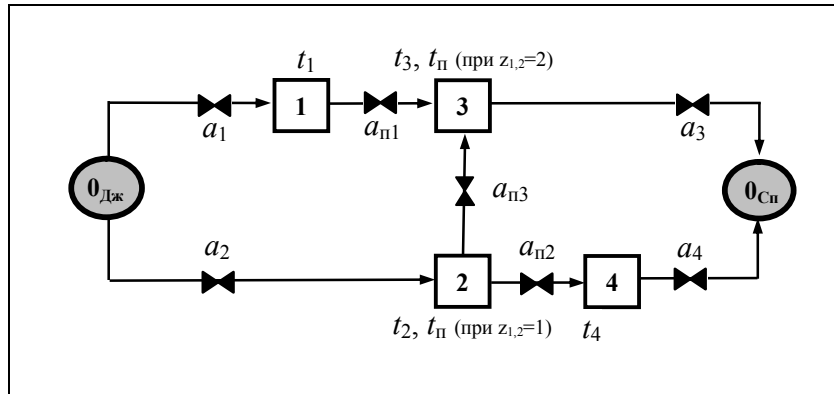 t₁
t₃, tп (при z₁,₂=2)
1
3
a₁
aп1
a₃
0Дж
aп3
0Сп
a₂
aп2
a₄
2
4
t₂, tп (при z₁,₂=1)
t₄